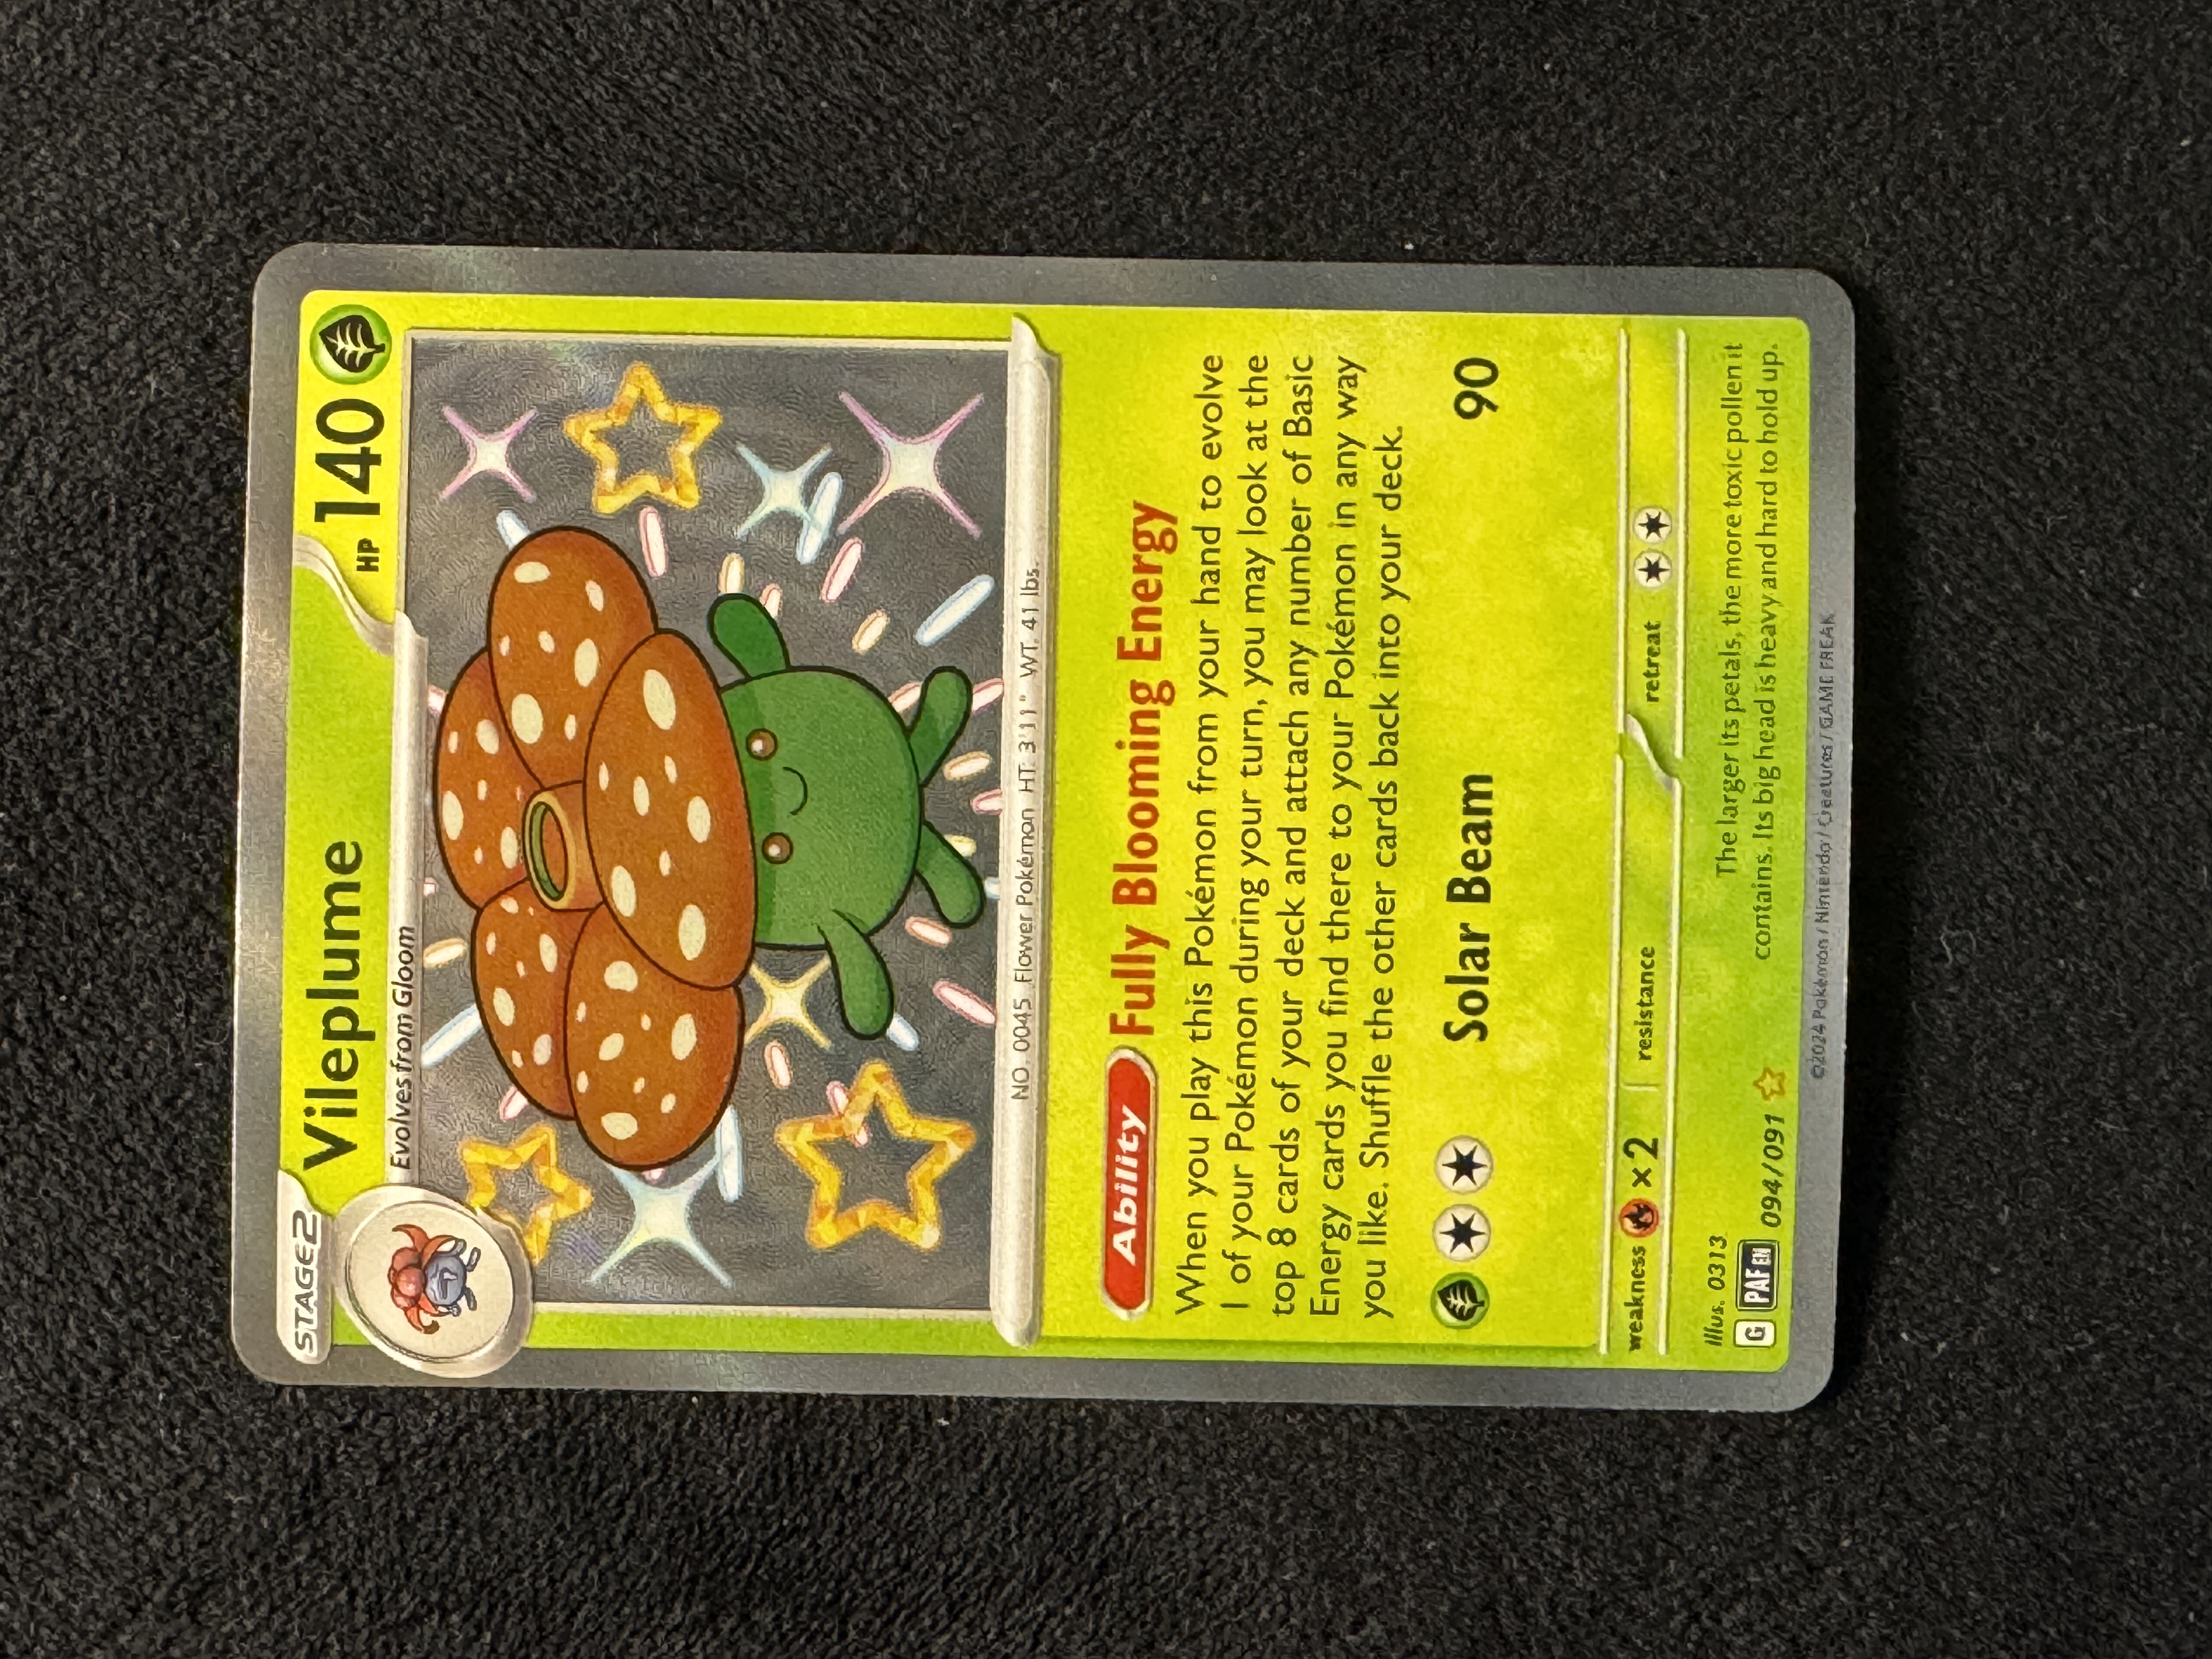 STAGE2
Vileplume
HP 140
Evolves from Gloom
NO. 0045 Flower Pokémon HT. 3'11" WT. 41 lbs.
Ability Fully Blooming Energy
When you play this Pokémon from your hand to evolve
1 of your Pokémon during your turn, you may look at the
top 8 cards of your deck and attach any number of Basic
Energy cards you find there to your Pokémon in any way
you like. Shuffle the other cards back into your deck.
Solar Beam 90
weakness ×2 resistance retreat
Illus. 0313
The larger its petals, the more toxic pollen it
contains. Its big head is heavy and hard to hold up.
G PAF EN 094/091
©2024 Pokémon / Nintendo / Creatures / GAME FREAK